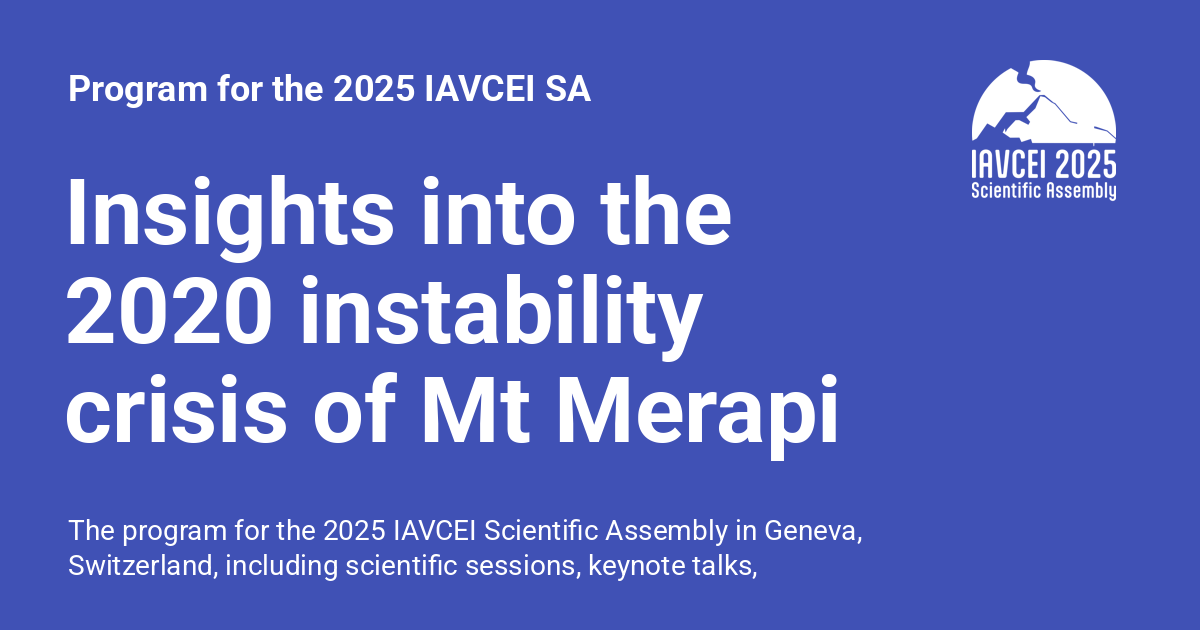 Program for the 2025 IAVCEI SA
IAVCEI 2025
Scientific Assembly
Insights into the
2020 instability
crisis of Mt Merapi
The program for the 2025 IAVCEI Scientific Assembly in Geneva,
Switzerland, including scientific sessions, keynote talks,